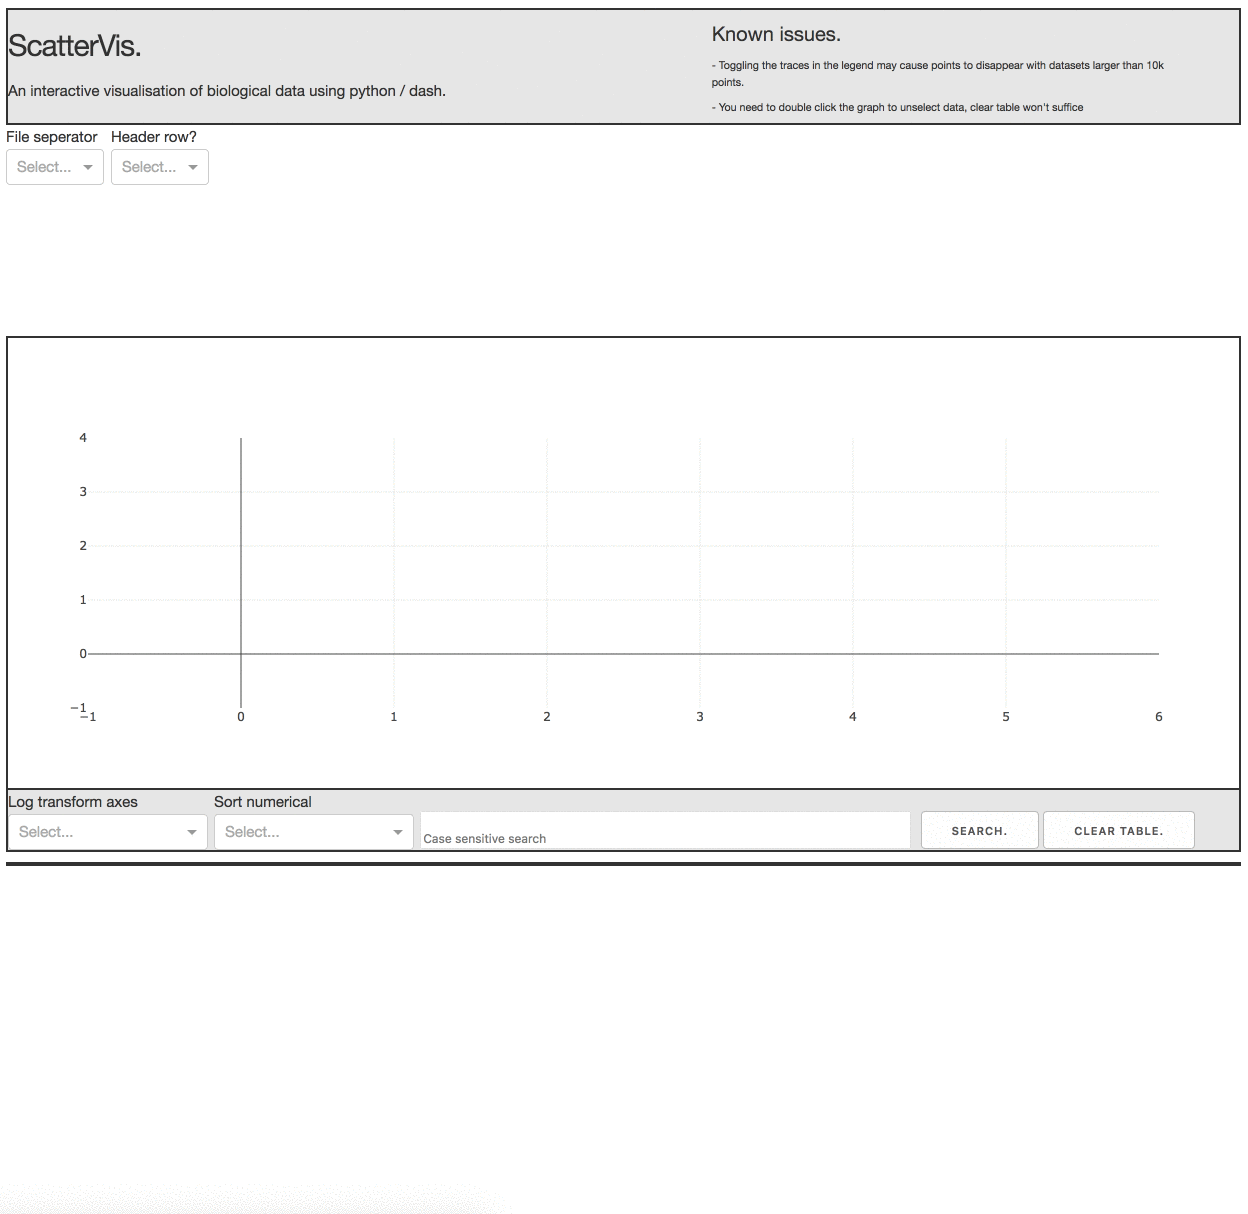 ScatterVis.
An interactive visualisation of biological data using python / dash.
Known issues.
- Toggling the traces in the legend may cause points to disappear with datasets larger than 10k
points.
- You need to double click the graph to unselect data, clear table won't suffice
File seperator
Header row?
Select...
Select...
4
3
2
1
0
−1
−1
0
1
2
3
4
5
6
Log transform axes
Sort numerical
Select...
Select...
Case sensitive search
SEARCH.
CLEAR TABLE.